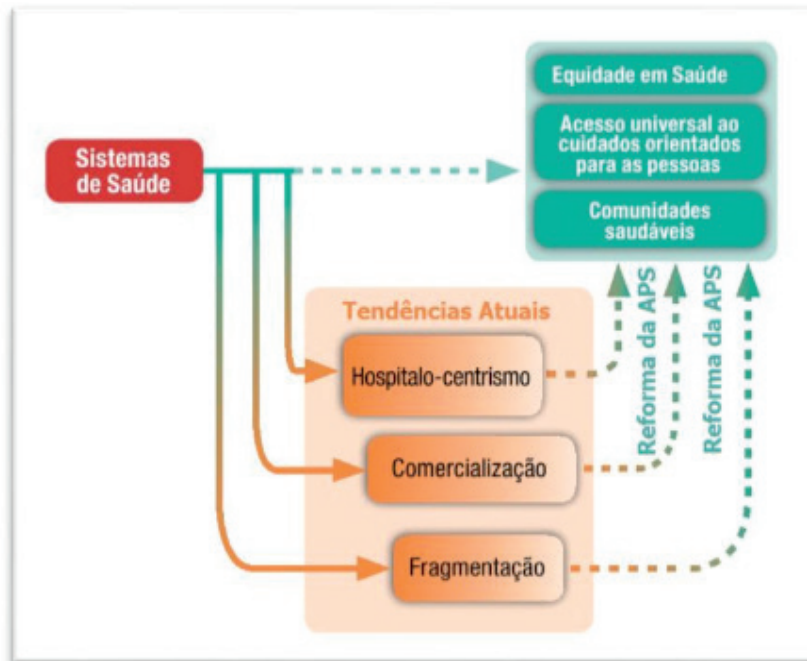 Sistemas
de Saúde
Equidade em Saúde
Acesso universal ao
cuidados orientados
para as pessoas
Comunidades
saudáveis
Tendências Atuais
Hospitalo-centrismo
Comercialização
Fragmentação
Reforma da APS
Reforma da APS